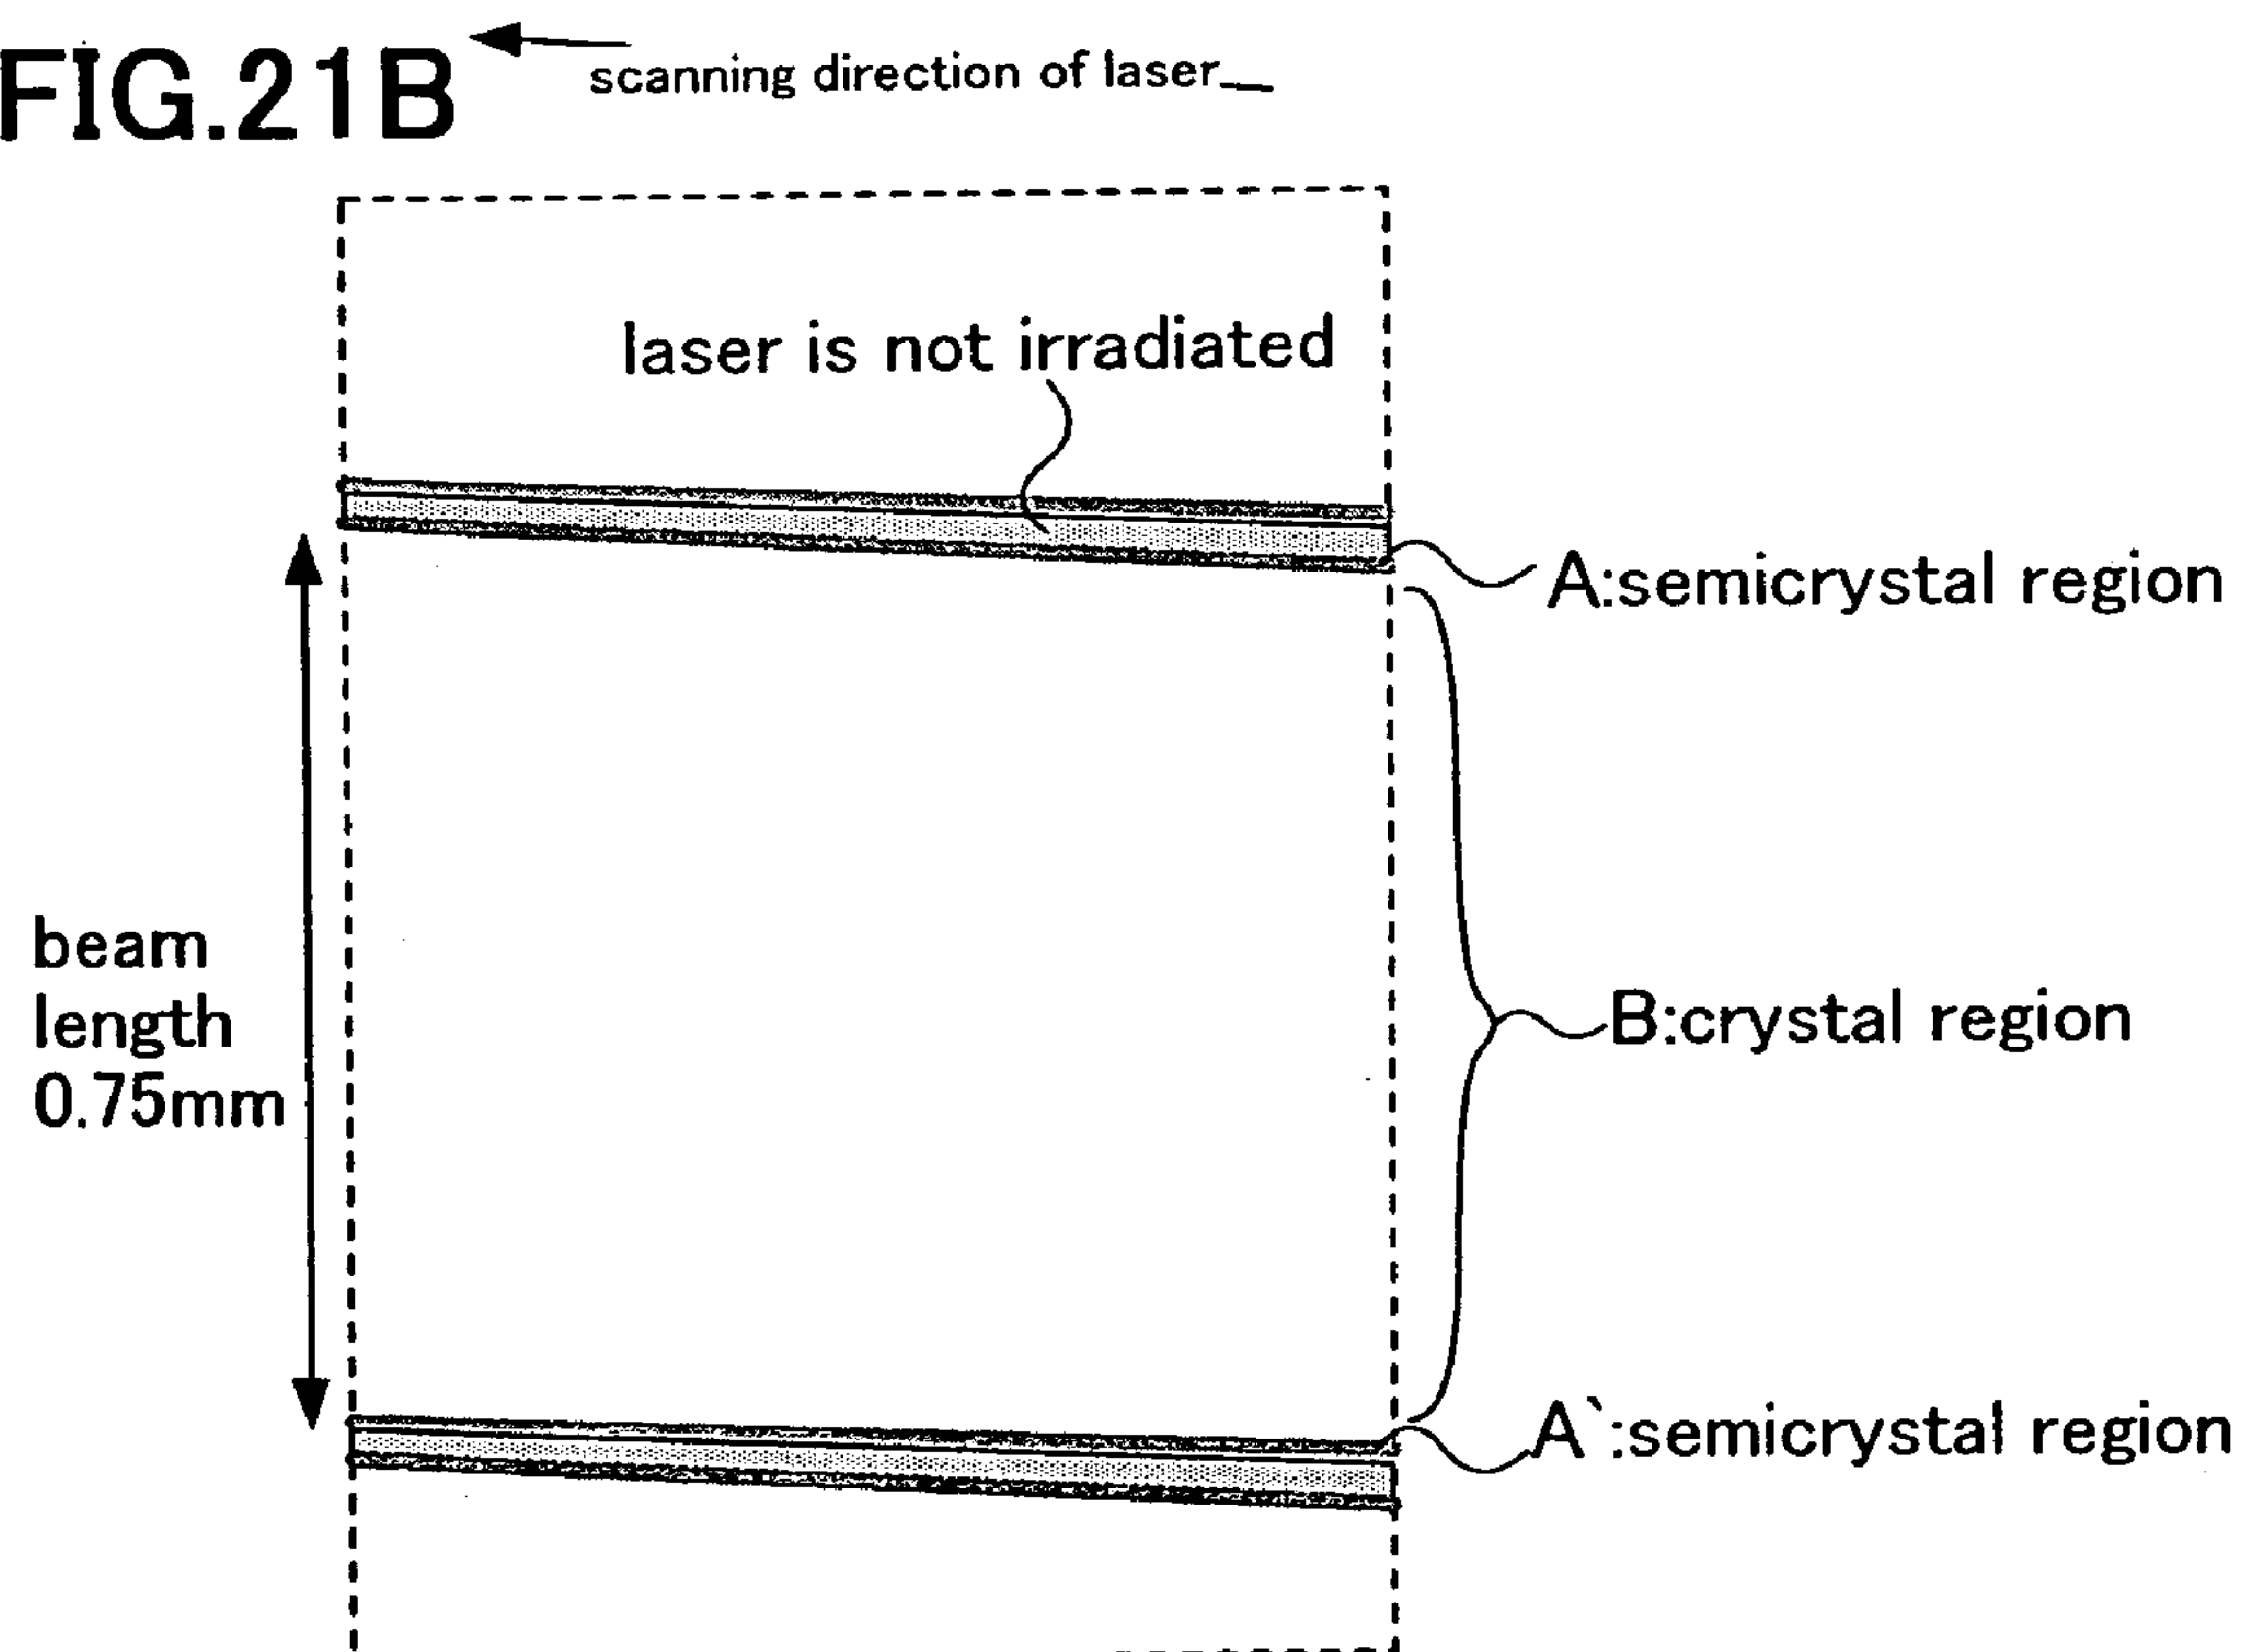 FIG.21B
scanning direction of laser
laser is not irradiated
A:semicrystal region
beam
length
0.75mm
B:crystal region
A`:semicrystal region